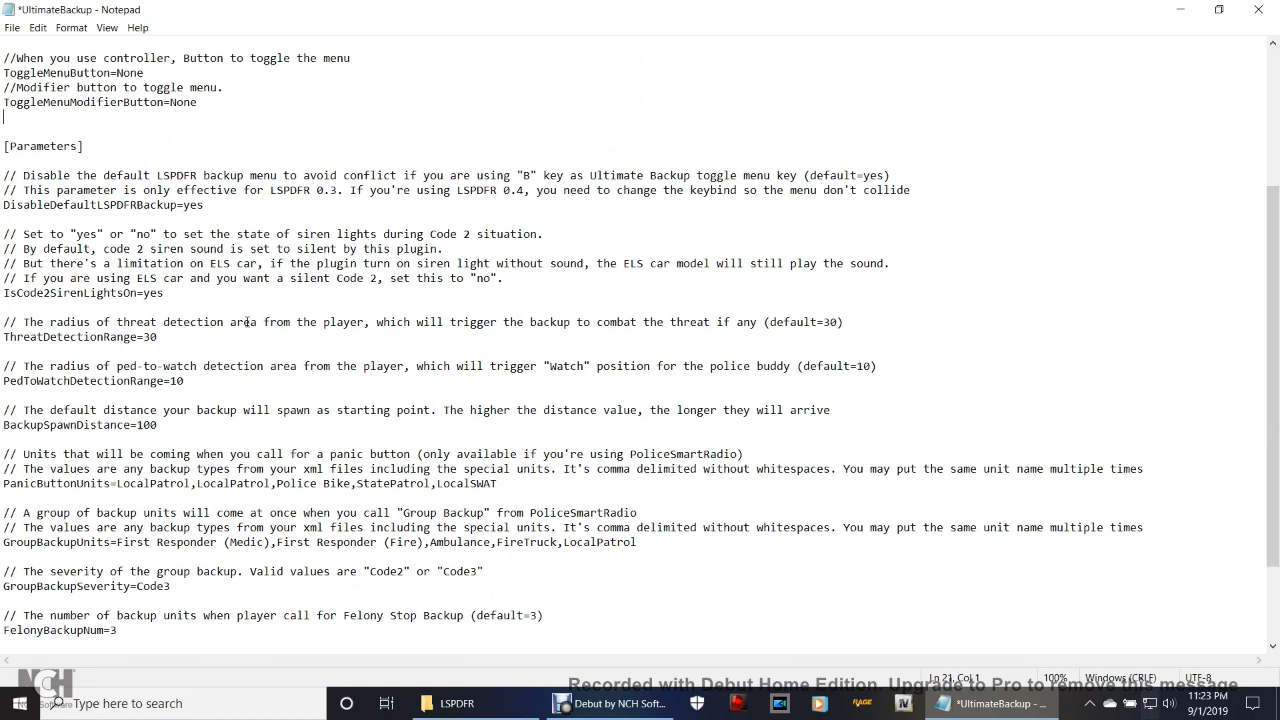 *UltimateBackup - Notepad
File Edit Format View Help
//When you use controller, Button to toggle the menu
ToggleMenuButton=None
//Modifier button to toggle menu.
ToggleMenuModifierButton=None
[Parameters]
// Disable the default LSPDFR backup menu to avoid conflict if you are using "B" key as Ultimate Backup toggle menu key (default=yes)
// This parameter is only effective for LSPDFR 0.3. If you're using LSPDFR 0.4, you need to change the keybind so the menu don't collide
DisableDefaultLSPDFRBackup=yes
// Set to "yes" or "no" to set the state of siren lights during Code 2 situation.
// By default, code 2 siren sound is set to silent by this plugin.
// But there's a limitation on ELS car, if the plugin turn on siren light without sound, the ELS car model will still play the sound.
// If you are using ELS car and you want a silent Code 2, set this to "no".
IsCode2SirenLightsOn=yes
// The radius of threat detection area from the player, which will trigger the backup to combat the threat if any (default=30)
ThreatDetectionRange=30
// The radius of ped-to-watch detection area from the player, which will trigger "Watch" position for the police buddy (default=10)
PedToWatchDetectionRange=10
// The default distance your backup will spawn as starting point. The higher the distance value, the longer they will arrive
BackupSpawnDistance=100
// Units that will be coming when you call for a panic button (only available if you're using PoliceSmartRadio)
// The values are any backup types from your xml files including the special units. It's comma delimited without whitespaces. You may put the same unit name multiple times
PanicButtonUnits=LocalPatrol,LocalPatrol,Police Bike,StatePatrol,LocalSWAT
// A group of backup units will come at once when you call "Group Backup" from PoliceSmartRadio
// The values are any backup types from your xml files including the special units. It's comma delimited without whitespaces. You may put the same unit name multiple times
GroupBackupUnits=First Responder (Medic),First Responder (Fire),Ambulance,FireTruck,LocalPatrol
// The severity of the group backup. Valid values are "Code2" or "Code3"
GroupBackupSeverity=Code3
// The number of backup units when player call for Felony Stop Backup (default=3)
FelonyBackupNum=3
Ln 21, Col 1 100% Windows (CRLF) UTF-8
NCH Software
Recorded with Debut Home Edition. Upgrade to Pro to remove this message
Type here to search LSPDFR Debut by NCH Soft... RAGE IV *UltimateBackup - ... 11:23 PM
9/1/2019